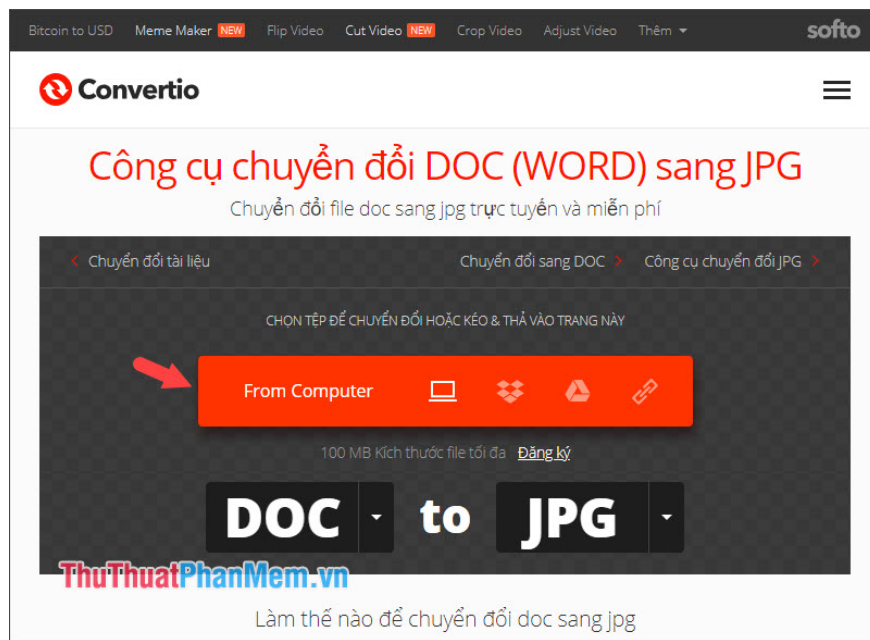 Bitcoin to USD Meme Maker NEW Flip Video Cut Video NEW Crop Video Adjust Video Thêm softo
Convertio
Công cụ chuyển đổi DOC (WORD) sang JPG
Chuyển đổi file doc sang jpg trực tuyến và miễn phí
Chuyển đổi tài liệu Chuyển đổi sang DOC Công cụ chuyển đổi JPG
CHỌN TỆP ĐỂ CHUYỂN ĐỔI HOẶC KÉO & THẢ VÀO TRANG NÀY
From Computer
100 MB Kích thước file tối đa Đăng ký
DOC to JPG
ThuThuatPhanMem.vn
Làm thế nào để chuyển đổi doc sang jpg